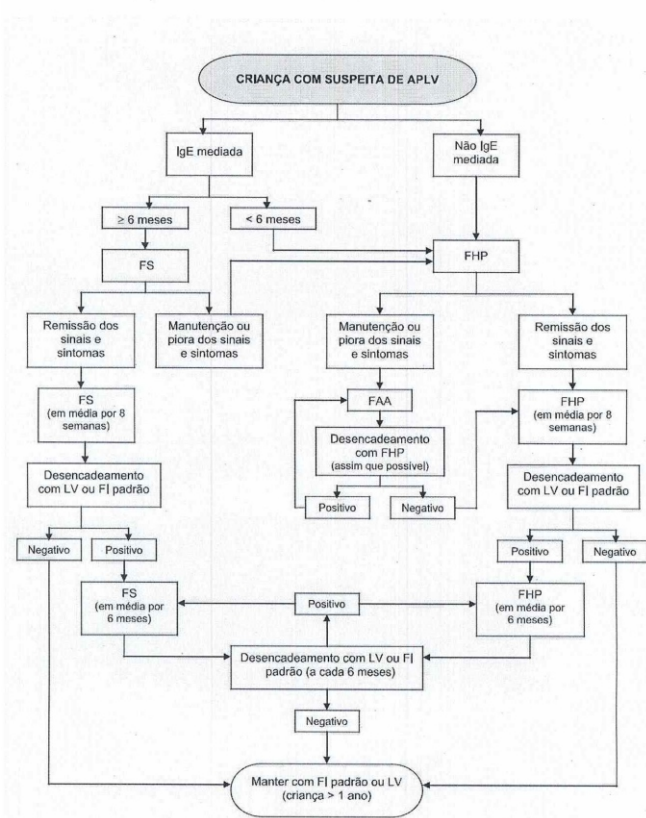 CRIANÇA COM SUSPEITA DE APLV
IgE mediada
Não IgE
mediada
≥ 6 meses
< 6 meses
FS
FHP
Remissão dos
sinais e
sintomas
Manutenção ou
piora dos sinais
e sintomas
Manutenção ou
piora dos sinais
e sintomas
Remissão dos
sinais e
sintomas
FS
(em média por 8
semanas)
FAA
FHP
(em média por 8
semanas)
Desencadeamento
com FHP
(assim que possível)
Desencadeamento
com LV ou FI padrão
Desencadeamento
com LV ou FI padrão
Positivo
Negativo
Negativo
Positivo
Positivo
Negativo
FS
(em média por
6 meses)
Positivo
FHP
(em média por
6 meses)
Desencadeamento com LV ou FI
padrão (a cada 6 meses)
Negativo
Manter com FI padrão ou LV
(criança > 1 ano)